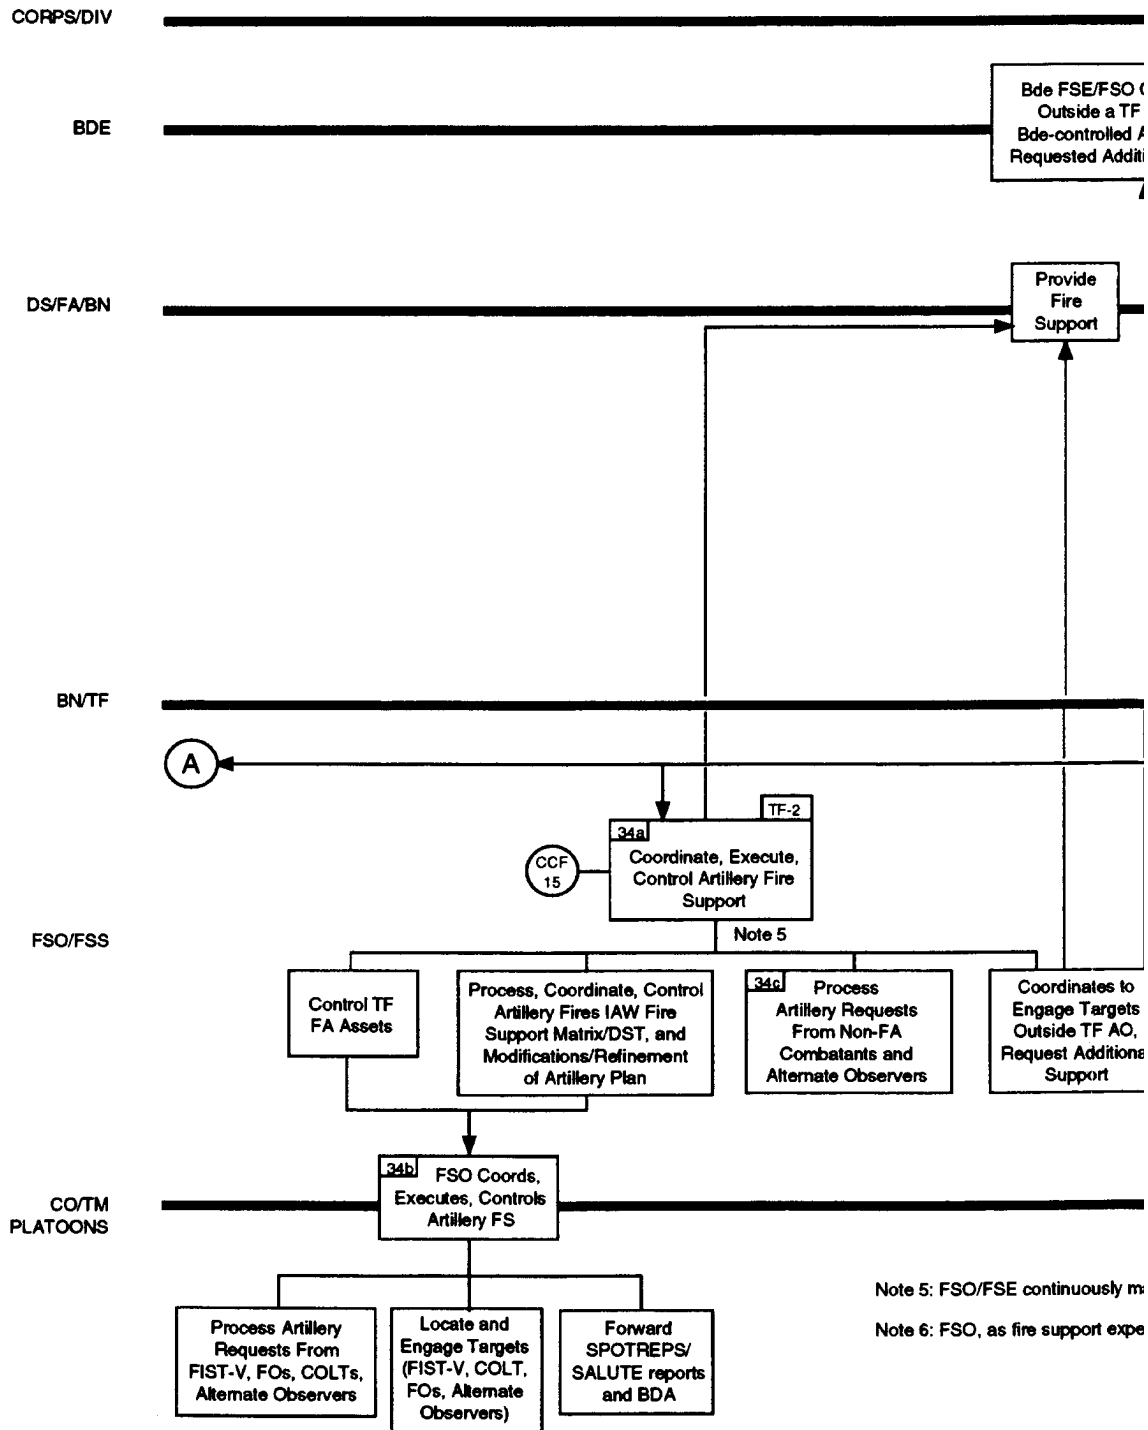 CORPS/DIV
Bde FSE/FSO
Outside a TF
Bde-controlled
Requested
BDE
DS/FA/BN
Provide
Fire
Support
BN/TF
A
TF-2
34a
CCF
15
Coordinate, Execute,
Control Artillery Fire
Support
Note 5
FSO/FSS
Control TF
FA Assets
Process, Coordinate, Control
Artillery Fires IAW Fire
Support Matrix/DST, and
Modifications/Refinement
of Artillery Plan
34c
Process
Artillery Requests
From Non-FA
Combatants and
Alternate Observers
Coordinates to
Engage Targets
Outside TF AO,
Request Additiona
Support
34b
FSO Coords,
Executes, Controls
Artillery FS
CO/TM
PLATOONS
Process Artillery
Requests From
FIST-V, FOs, COLTs,
Alternate Observers
Locate and
Engage Targets
(FIST-V, COLT,
FOs, Alternate
Observers)
Forward
SPOTREPS/
SALUTE reports
and BDA
Note 5: FSO/FSE continuously ma
Note 6: FSO, as fire support expe